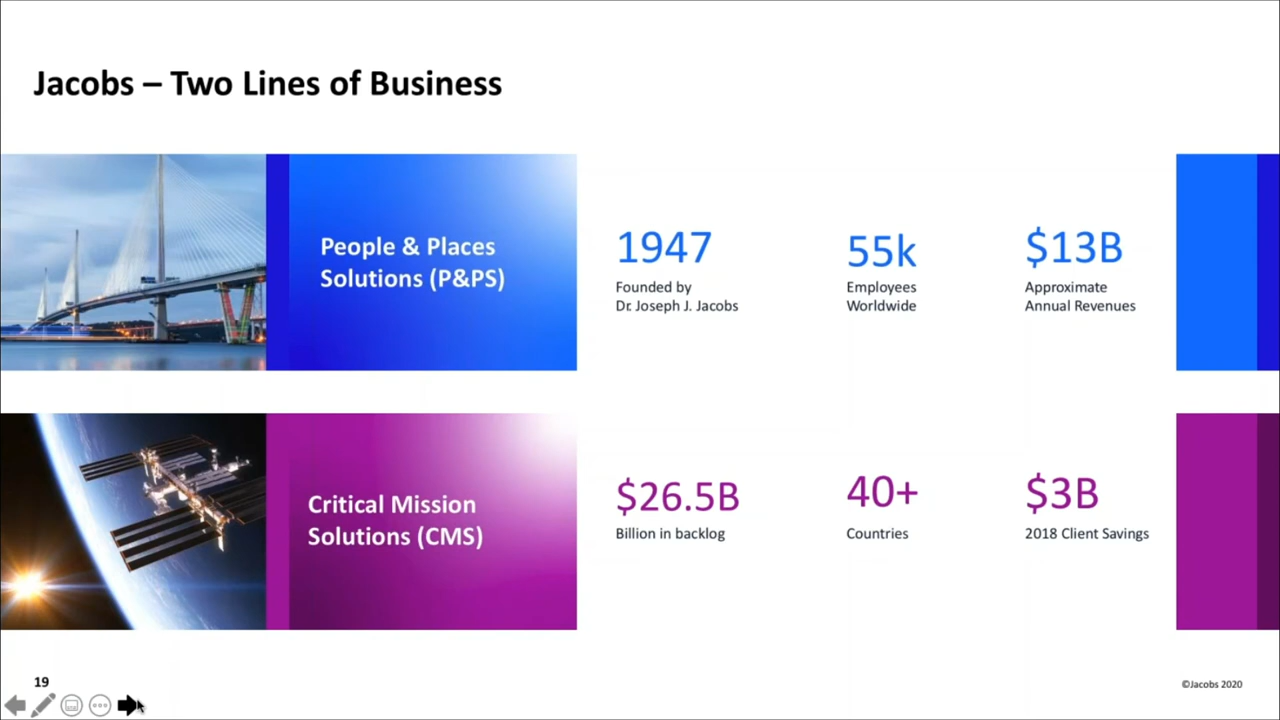 Jacobs – Two Lines of Business
People & Places
Solutions (P&PS)
1947
Founded by
Dr. Joseph J. Jacobs
55k
Employees
Worldwide
$13B
Approximate
Annual Revenues
Critical Mission
Solutions (CMS)
$26.5B
Billion in backlog
40+
Countries
$3B
2018 Client Savings
19
©Jacobs 2020